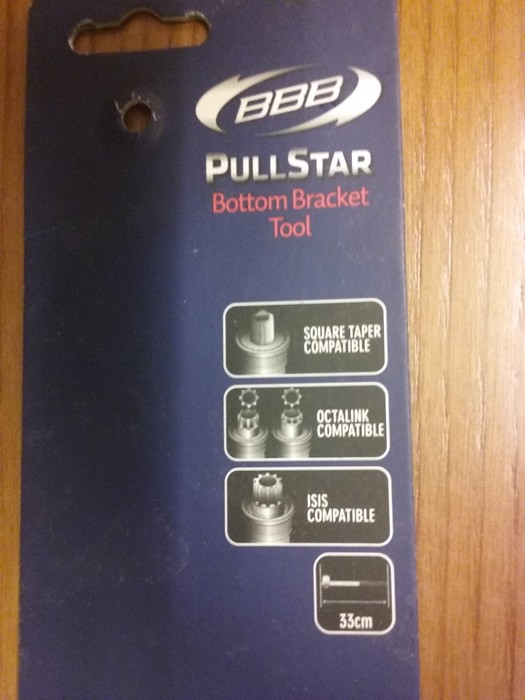 BBB
PULLSTAR
Bottom Bracket
Tool
SQUARE TAPER
COMPATIBLE
OCTALINK
COMPATIBLE
ISIS
COMPATIBLE
33cm